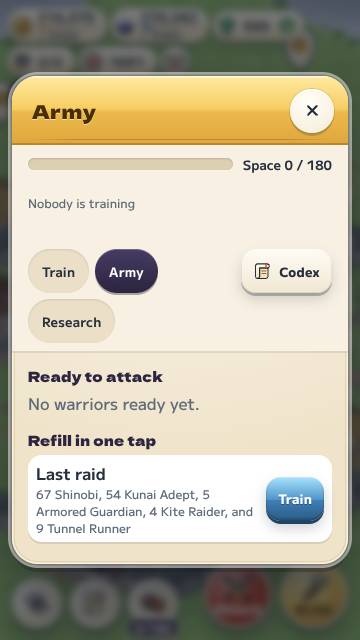 Army
Space 0 / 180
Nobody is training
Train
Army
Codex
Research
Ready to attack
No warriors ready yet.
Refill in one tap
Last raid
67 Shinobi, 54 Kunai Adept, 5
Armored Guardian, 4 Kite Raider, and
9 Tunnel Runner
Train